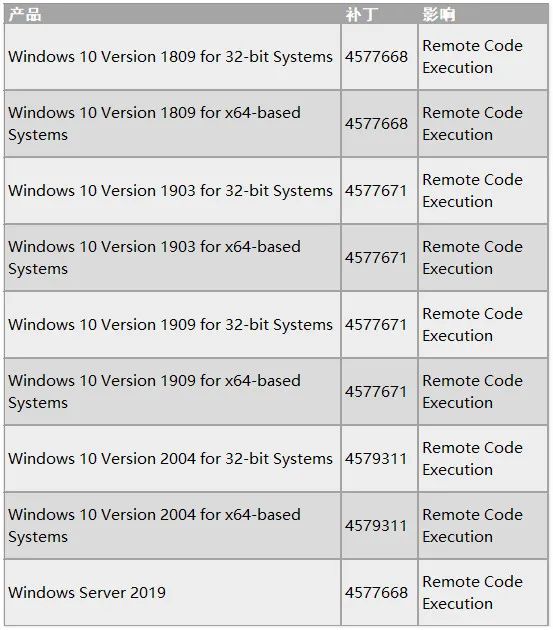 产品 补丁 影响
Windows 10 Version 1809 for 32-bit Systems 4577668 Remote Code
Execution
Windows 10 Version 1809 for x64-based
Systems 4577668 Remote Code
Execution
Windows 10 Version 1903 for 32-bit Systems 4577671 Remote Code
Execution
Windows 10 Version 1903 for x64-based
Systems 4577671 Remote Code
Execution
Windows 10 Version 1909 for 32-bit Systems 4577671 Remote Code
Execution
Windows 10 Version 1909 for x64-based
Systems 4577671 Remote Code
Execution
Windows 10 Version 2004 for 32-bit Systems 4579311 Remote Code
Execution
Windows 10 Version 2004 for x64-based
Systems 4579311 Remote Code
Execution
Windows Server 2019 4577668 Remote Code
Execution